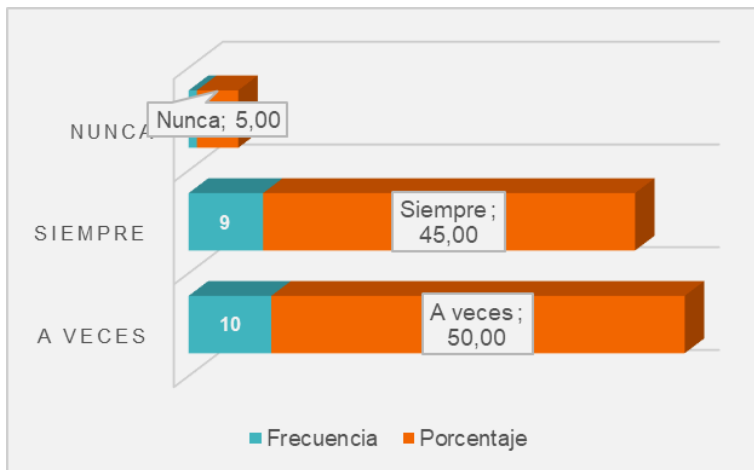 NUNCA
Nunca; 5,00
SIEMPRE
9
Siempre;
45,00
A VECES
10
A veces;
50,00
Frecuencia
Porcentaje